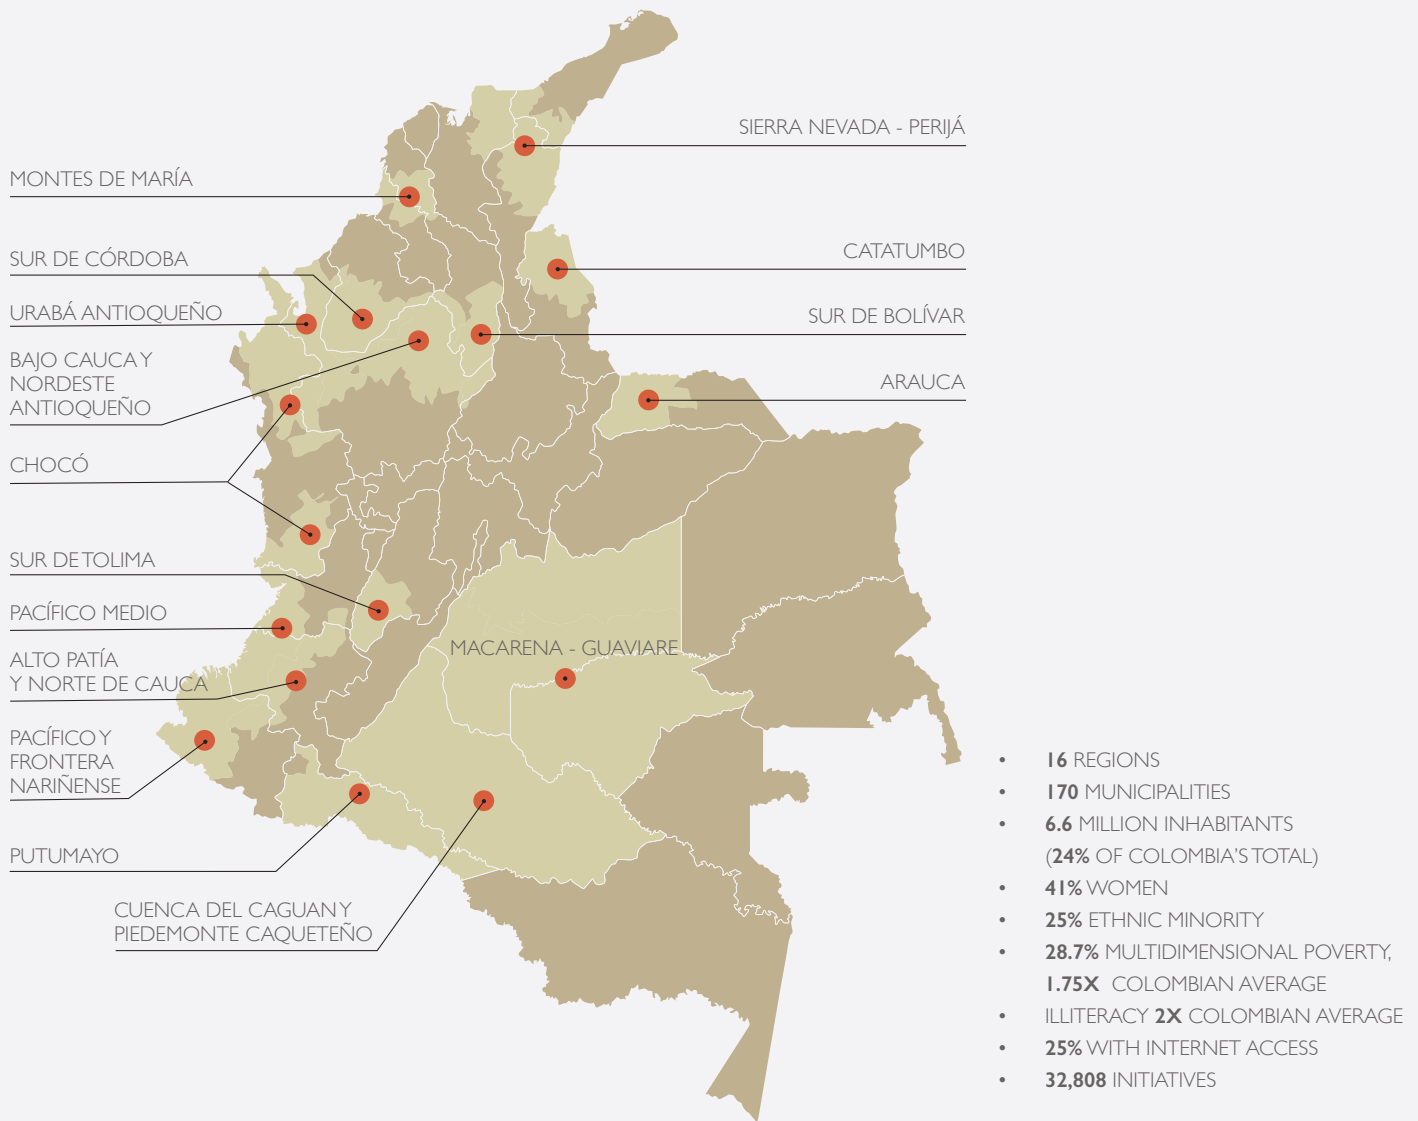 SIERRA NEVADA - PERIJÁ
MONTES DE MARÍA
CATATUMBO
SUR DE CÓRDOBA
URABÁ ANTIOQUEÑO
SUR DE BOLÍVAR
BAJO CAUCA Y
NORDESTE
ANTIOQUEÑO
ARAUCA
CHOCÓ
SUR DE TOLIMA
PACÍFICO MEDIO
MACARENA - GUAVIARE
ALTO PATÍA
Y NORTE DE CAUCA
PACÍFICO Y
FRONTERA
NARIÑENSE
PUTUMAYO
CUENCA DEL CAGUAN Y
PIEDEMONTE CAQUETEÑO
• 16 REGIONS
• 170 MUNICIPALITIES
• 6.6 MILLION INHABITANTS
(24% OF COLOMBIA'S TOTAL)
• 41% WOMEN
• 25% ETHNIC MINORITY
• 28.7% MULTIDIMENSIONAL POVERTY,
1.75X COLOMBIAN AVERAGE
• ILLITERACY 2X COLOMBIAN AVERAGE
• 25% WITH INTERNET ACCESS
• 32,808 INITIATIVES